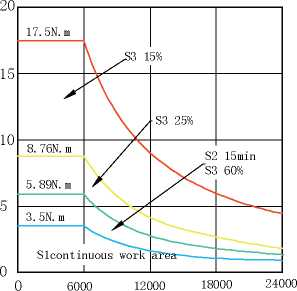 20
17.5N.m
S3 15%
15
10
S3 25%
8.76N.m
S2 15min
S3 60%
5.89N.m
5
3.5N.m
S1continuous work area
0
0
6000
12000
18000
24000